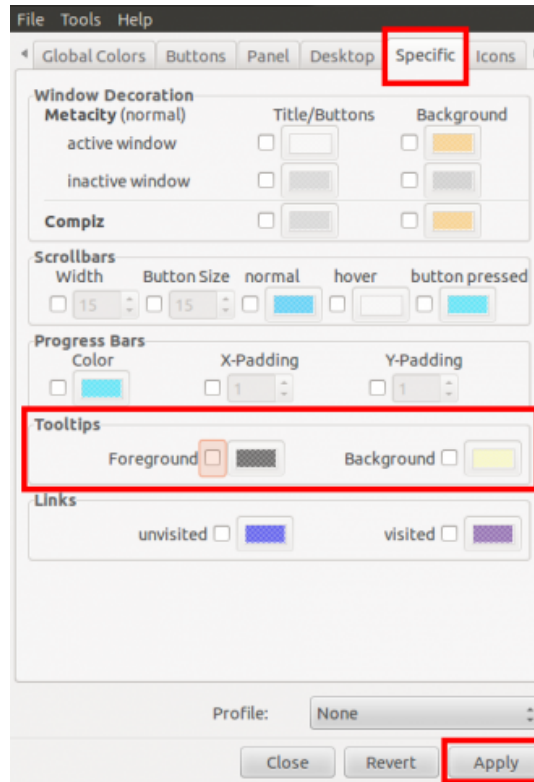 File Tools Help
Global Colors Buttons Panel Desktop Specific Icons
Window Decoration
Metacity (normal) Title/Buttons Background
active window
inactive window
Compiz
Scrollbars
Width Button Size normal hover button pressed
15 15
Progress Bars
Color X-Padding Y-Padding
1 1
Tooltips
Foreground Background
Links
unvisited visited
Profile: None
Close Revert Apply